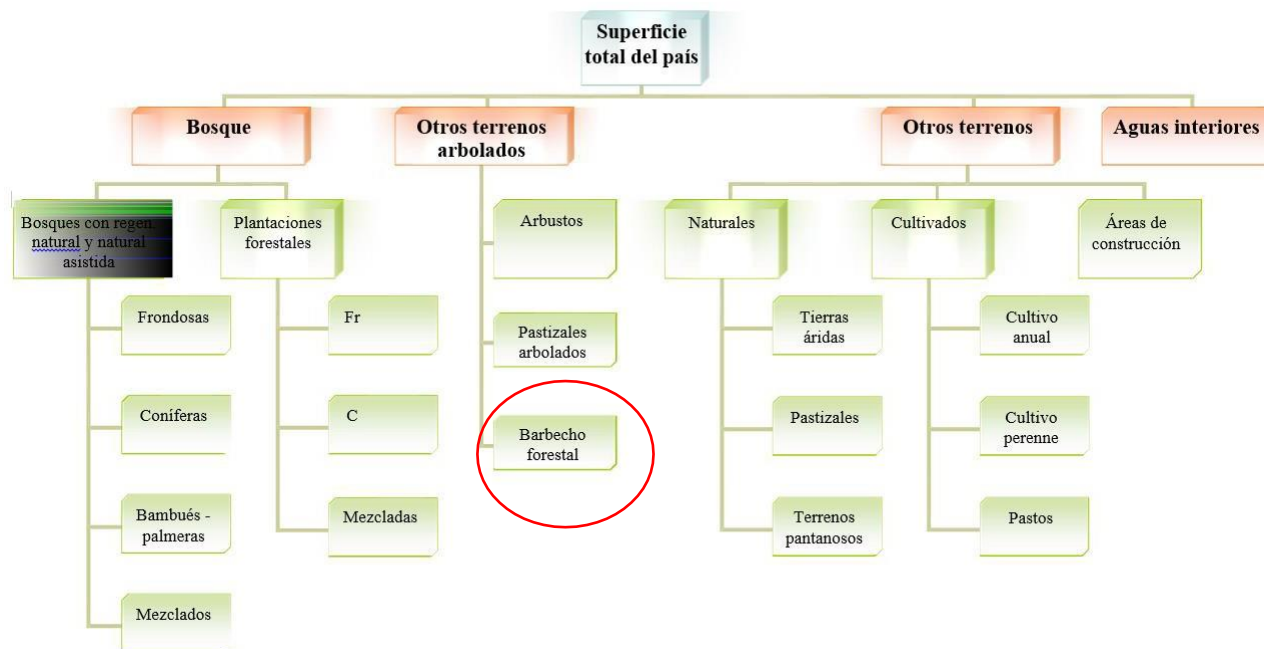 Superficie
total del país
Bosque
Otros terrenos
arbolados
Otros terrenos
Aguas interiores
Bosques con regen.
natural y natural
asistida
Plantaciones
forestales
Arbustos
Naturales
Cultivados
Áreas de
construcción
Frondosas
Fr
Pastizales
arbolados
Tierras
áridas
Cultivo
anual
Coníferas
C
Barbecho
forestal
Pastizales
Cultivo
perenne
Bambués -
palmeras
Mezcladas
Terrenos
pantanosos
Pastos
Mezclados